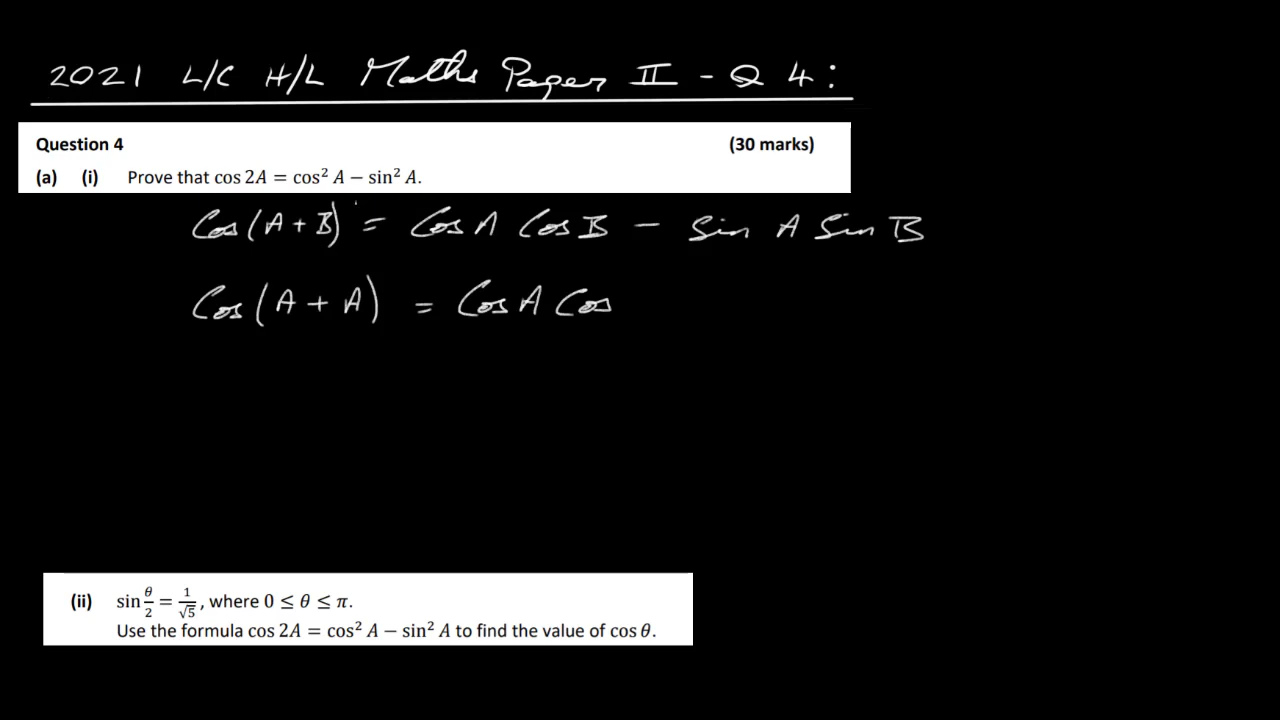 2021 L/C H/L Maths Paper II - Q 4:
Question 4 (30 marks)
(a) (i) Prove that cos 2A = cos² A − sin² A.
Cos(A + B) = Cos A Cos B − Sin A Sin B
Cos(A + A) = Cos A Cos
(ii) sin θ/2 = 1/√5, where 0 ≤ θ ≤ π.
Use the formula cos 2A = cos² A − sin² A to find the value of cos θ.